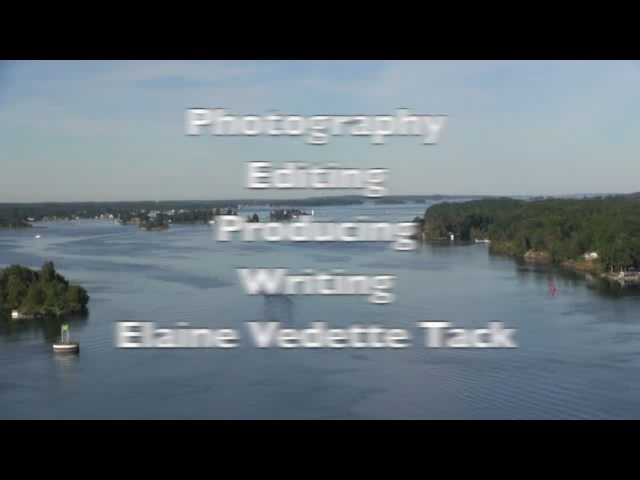 Photography
Editing
Producing
Writing
Elaine Vedette Tack